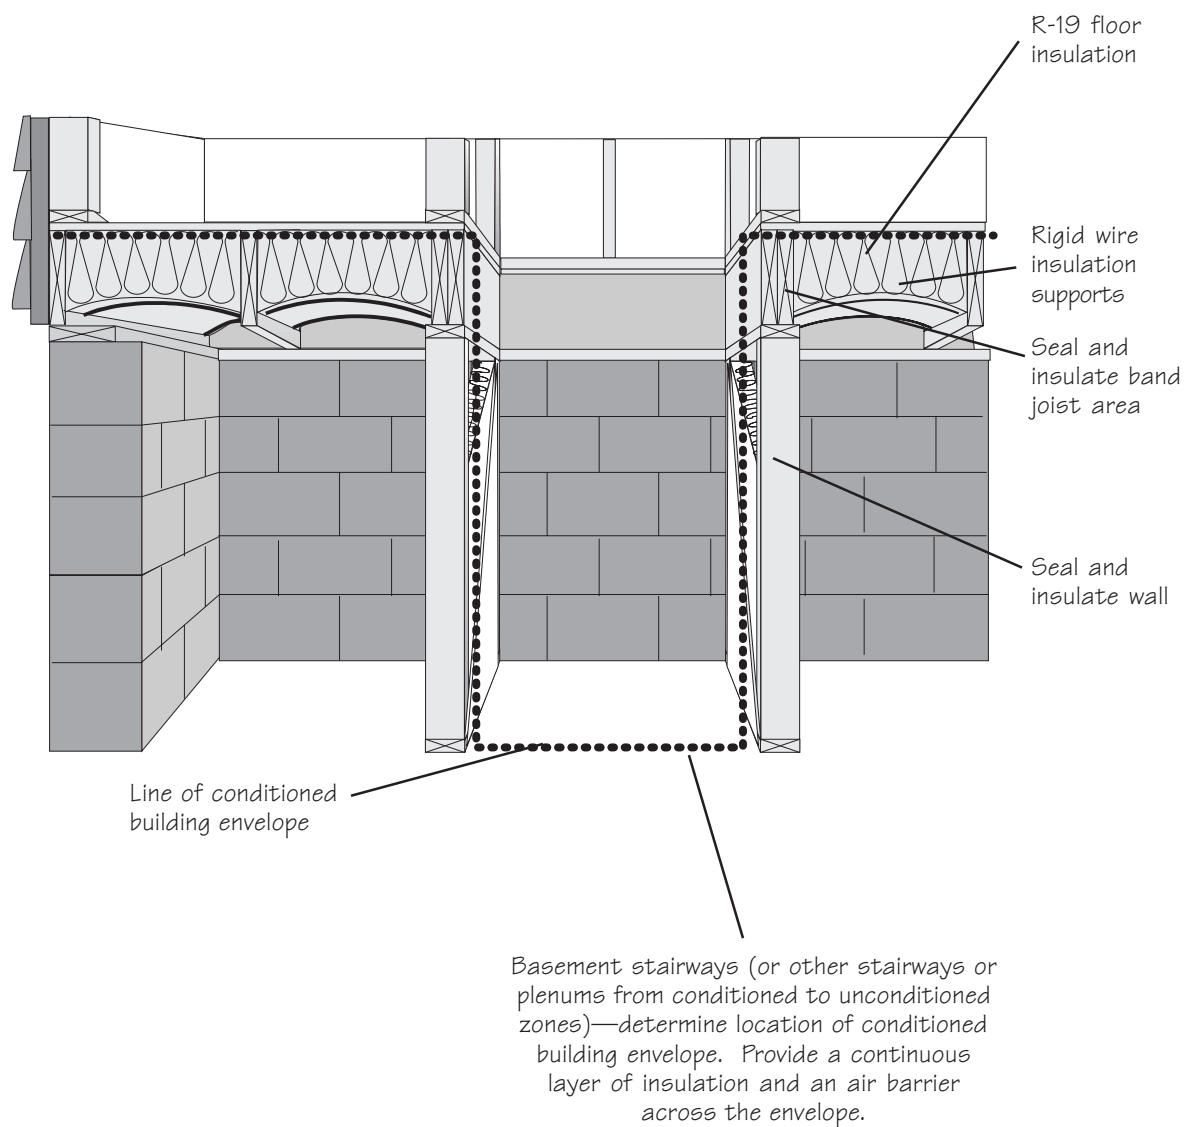 R-19 floor
insulation
Rigid wire
insulation
supports
Seal and
insulate band
joist area
Seal and
insulate wall
Line of conditioned
building envelope
Basement stairways (or other stairways or
plenums from conditioned to unconditioned
zones)—determine location of conditioned
building envelope.  Provide a continuous
layer of insulation and an air barrier
across the envelope.